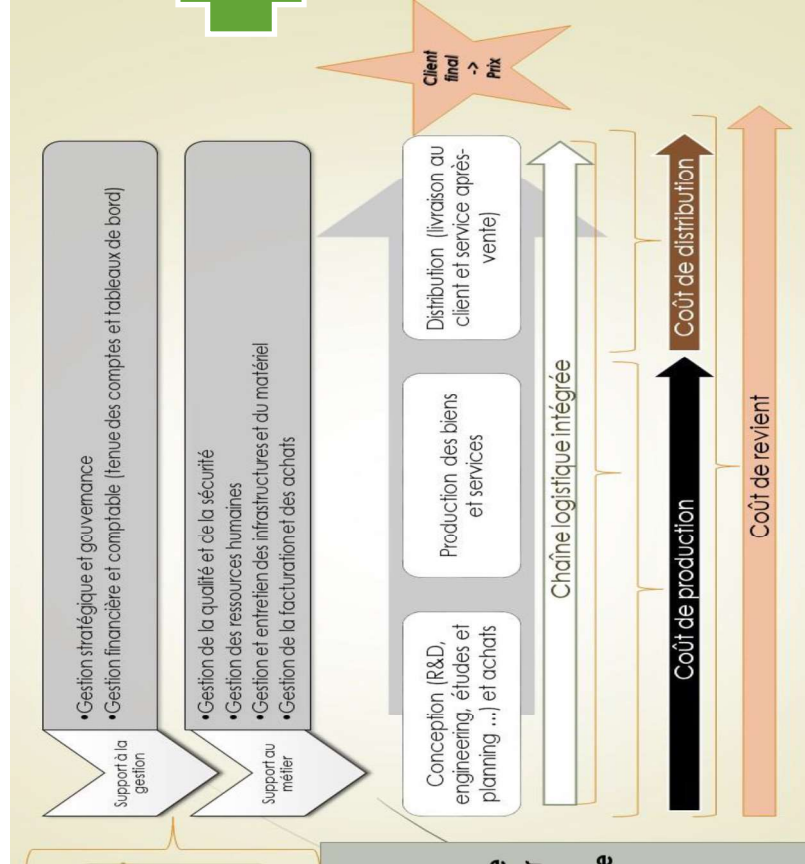 Support à la
gestion
•Gestion stratégique et gouvernance
•Gestion financière et comptable (tenue des comptes et tableaux de bord)
Support au
métier
•Gestion de la qualité et de la sécurité
•Gestion des ressources humaines
•Gestion et entretien des infrastructures et du matériel
•Gestion de la facturation et des achats
Conception (R&D,
engineering, études et
planning ...) et achats
Production des biens
et services
Distribution (livraison au
client et service après-
vente)
Client
final
->
Prix
Chaîne logistique intégrée
Coût de production
Coût de distribution
Coût de revient